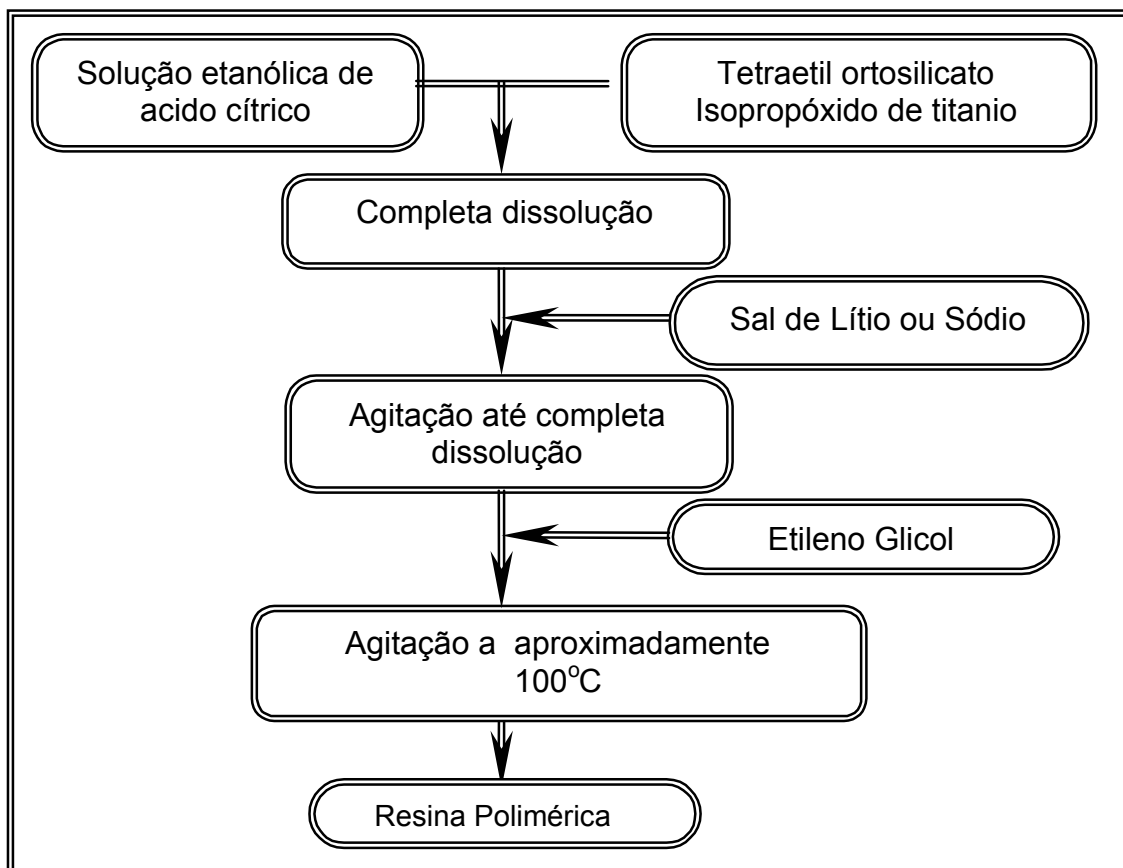 Solução etanólica de
acido cítrico
Tetraetil ortosilicato
Isopropóxido de titanio
Completa dissolução
Sal de Lítio ou Sódio
Agitação até completa
dissolução
Etileno Glicol
Agitação a aproximadamente
100°C
Resina Polimérica